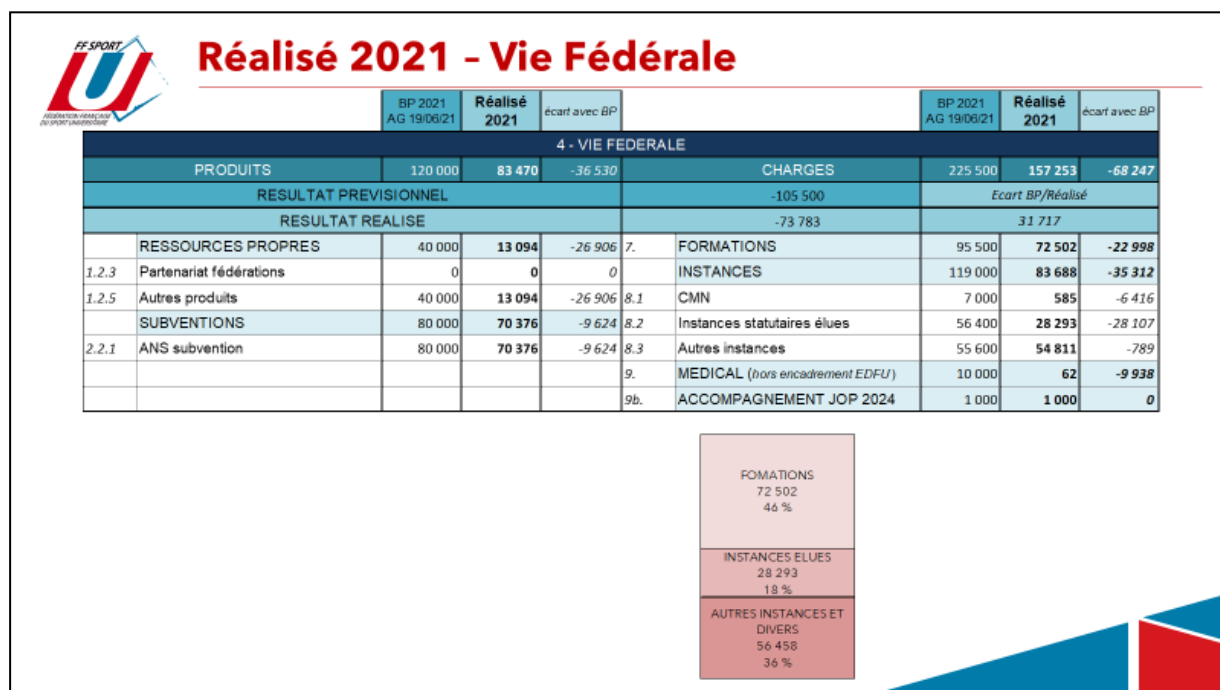 FF SPORT
U
FÉDÉRATION FRANÇAISE
DU SPORT UNIVERSITAIRE
Réalisé 2021 – Vie Fédérale
BP 2021 AG 19/06/21 Réalisé 2021 écart avec BP BP 2021 AG 19/06/21 Réalisé 2021 écart avec BP
4 - VIE FEDERALE
PRODUITS 120 000 83 470 -36 530 CHARGES 225 500 157 253 -68 247
RESULTAT PREVISIONNEL -105 500 Ecart BP/Réalisé
RESULTAT REALISE -73 783 31 717
RESSOURCES PROPRES 40 000 13 094 -26 906 7. FORMATIONS 95 500 72 502 -22 998
1.2.3 Partenariat fédérations 0 0 0 INSTANCES 119 000 83 688 -35 312
1.2.5 Autres produits 40 000 13 094 -26 906 8.1 CMN 7 000 585 -6 416
SUBVENTIONS 80 000 70 376 -9 624 8.2 Instances statutaires élues 56 400 28 293 -28 107
2.2.1 ANS subvention 80 000 70 376 -9 624 8.3 Autres instances 55 600 54 811 -789
9. MEDICAL (hors encadrement EDFU) 10 000 62 -9 938
9b. ACCOMPAGNEMENT JOP 2024 1 000 1 000 0
FOMATIONS
72 502
46 %
INSTANCES ELUES
28 293
18 %
AUTRES INSTANCES ET
DIVERS
56 458
36 %